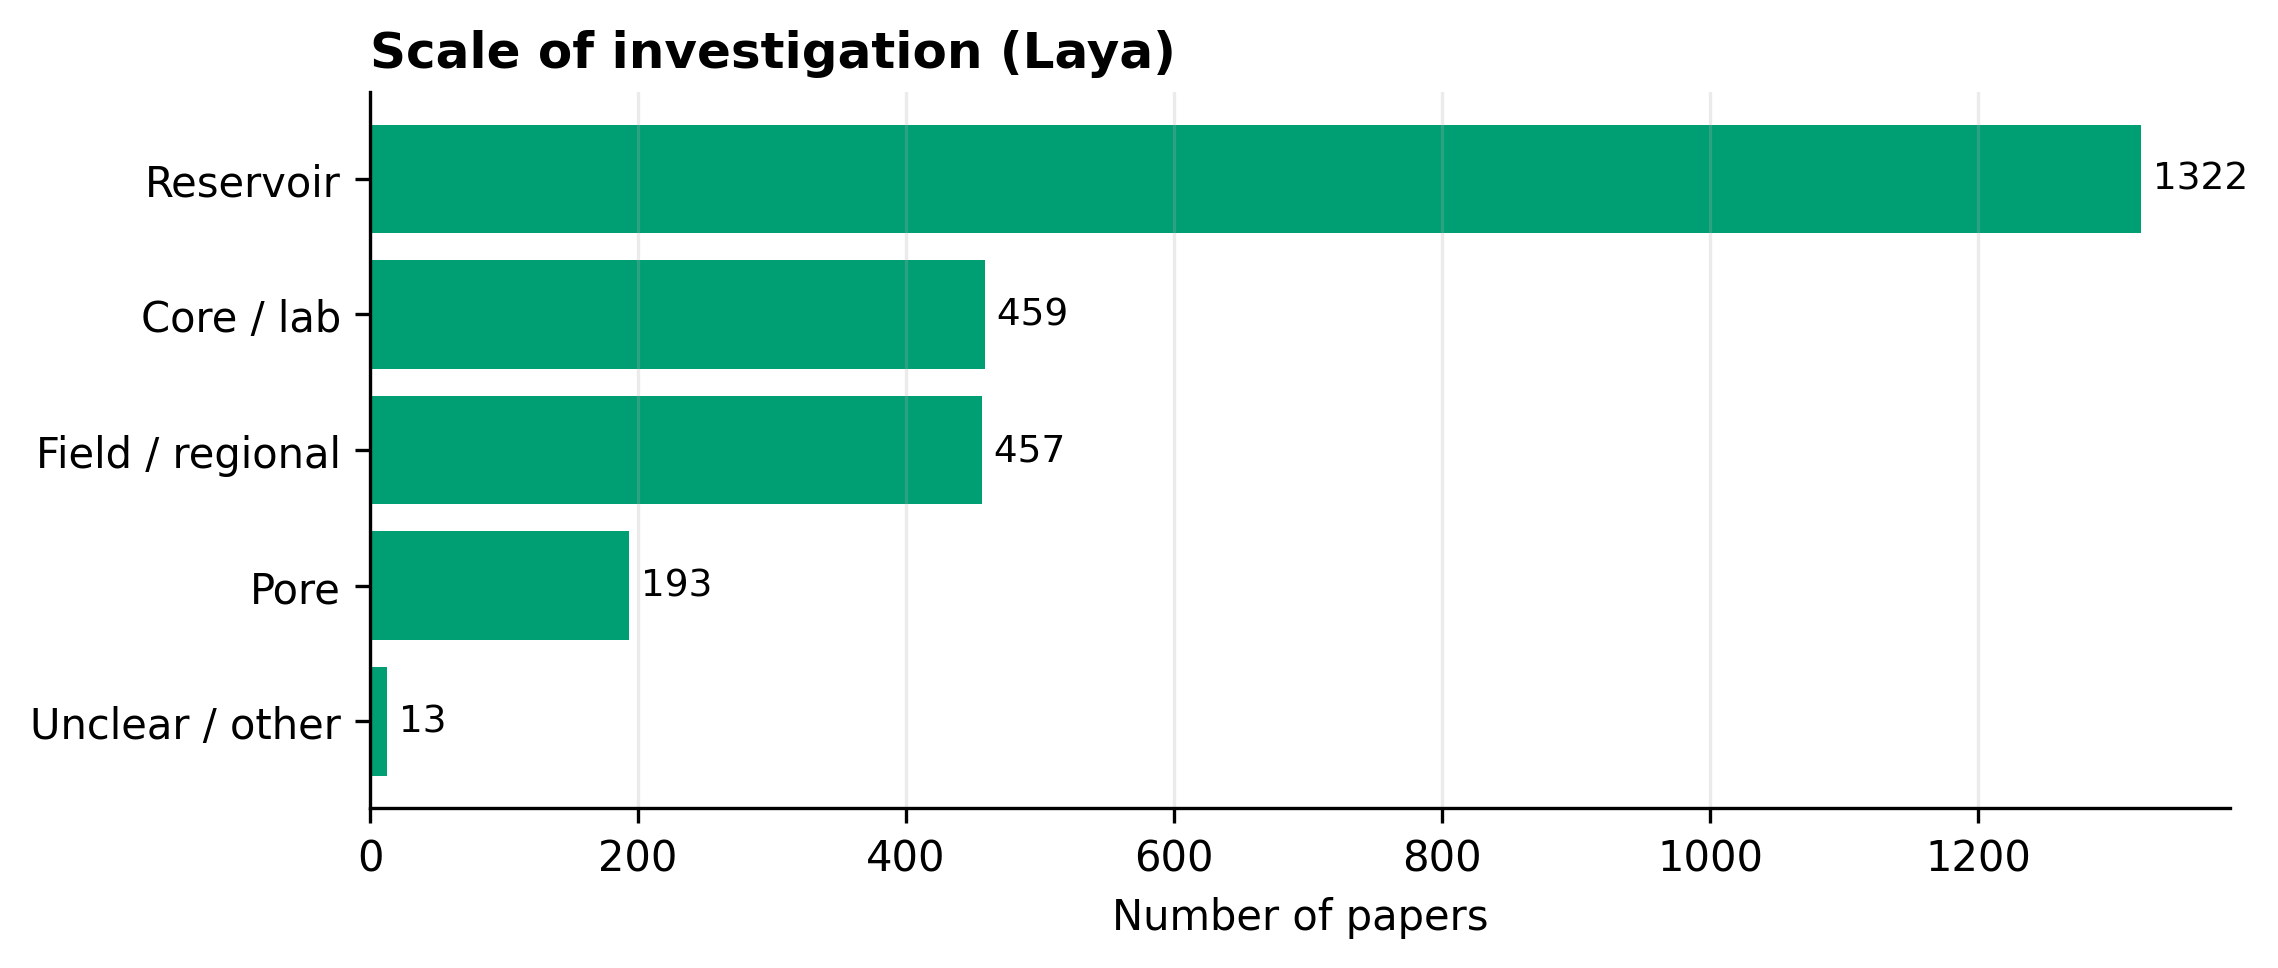 Scale of investigation (Laya)
Reservoir 1322
Core / lab 459
Field / regional 457
Pore 193
Unclear / other 13
0 200 400 600 800 1000 1200
Number of papers